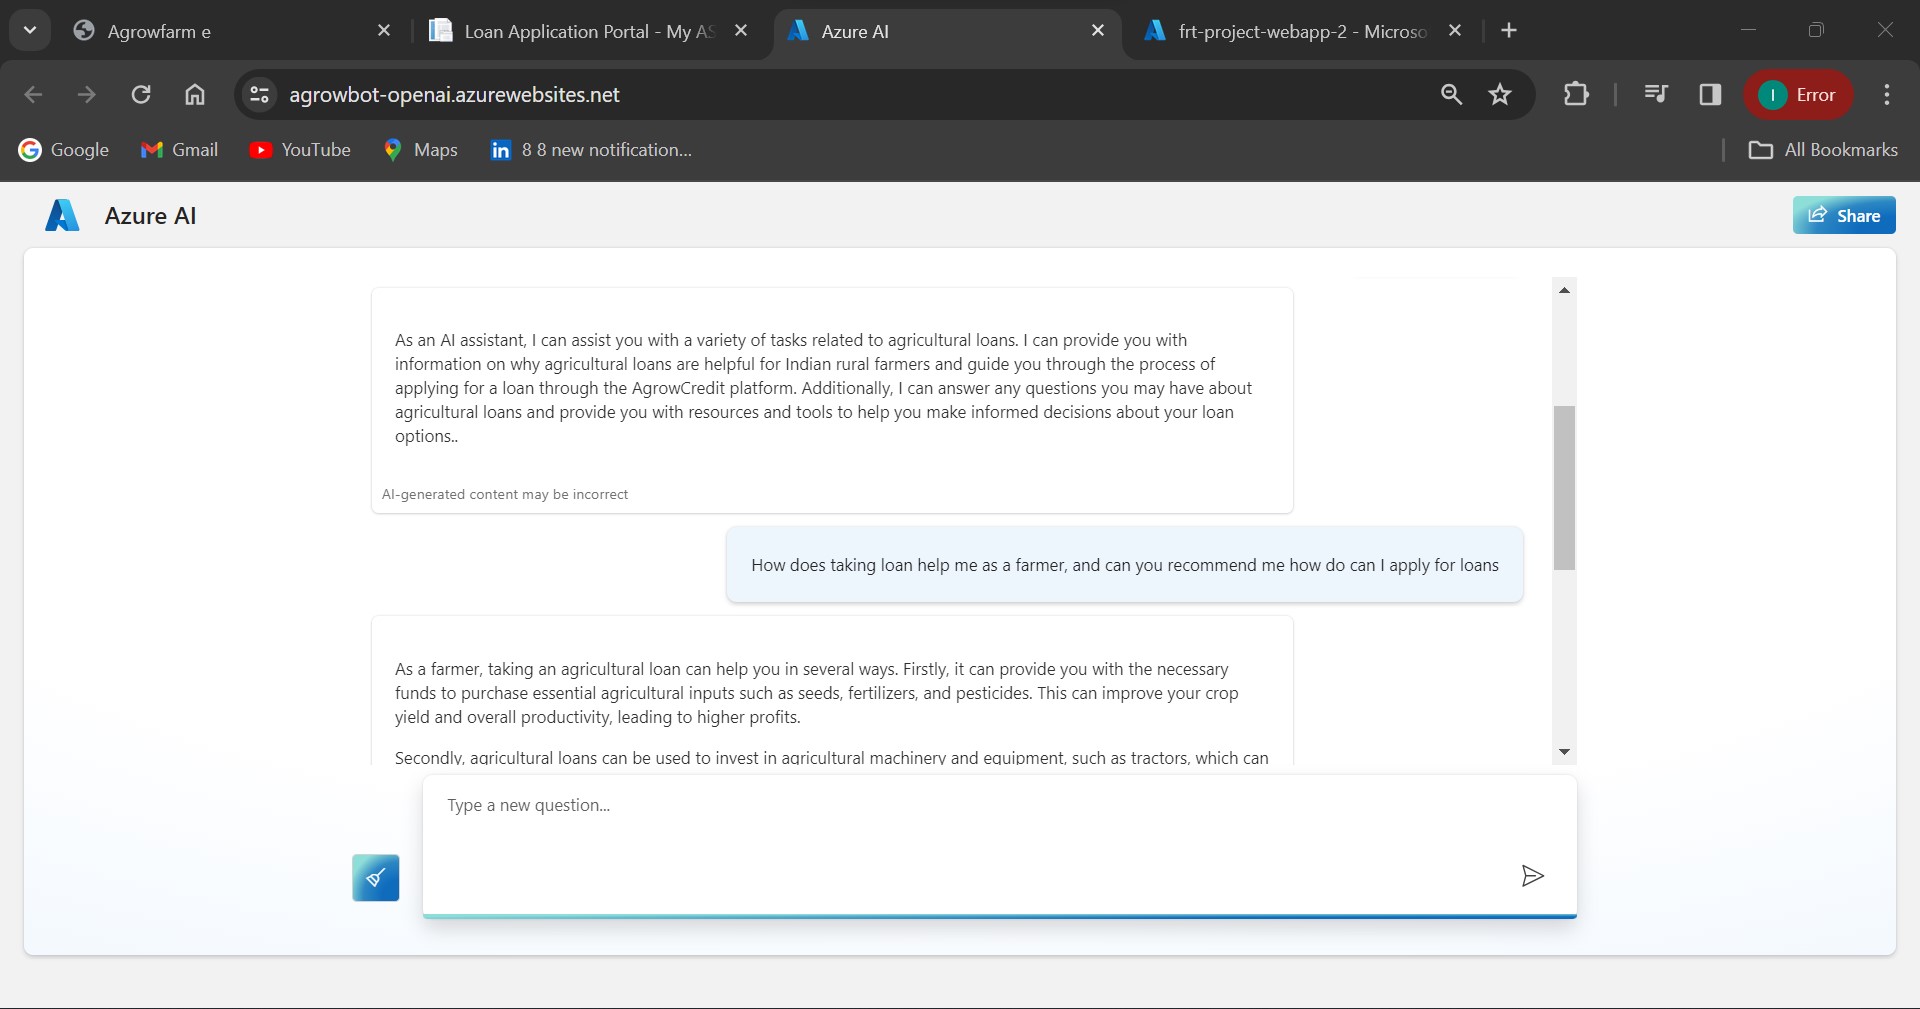 Agrowfarm e
Loan Application Portal - My AS
Azure AI
frt-project-webapp-2 - Microso
agrowbot-openai.azurewebsites.net
I
Error
Google
Gmail
YouTube
Maps
in
8 8 new notification...
All Bookmarks
Azure AI
Share
As an AI assistant, I can assist you with a variety of tasks related to agricultural loans. I can provide you with
information on why agricultural loans are helpful for Indian rural farmers and guide you through the process of
applying for a loan through the AgrowCredit platform. Additionally, I can answer any questions you may have about
agricultural loans and provide you with resources and tools to help you make informed decisions about your loan
options..
AI-generated content may be incorrect
How does taking loan help me as a farmer, and can you recommend me how do can I apply for loans
As a farmer, taking an agricultural loan can help you in several ways. Firstly, it can provide you with the necessary
funds to purchase essential agricultural inputs such as seeds, fertilizers, and pesticides. This can improve your crop
yield and overall productivity, leading to higher profits.
Secondly, agricultural loans can be used to invest in agricultural machinery and equipment, such as tractors, which can
Type a new question...